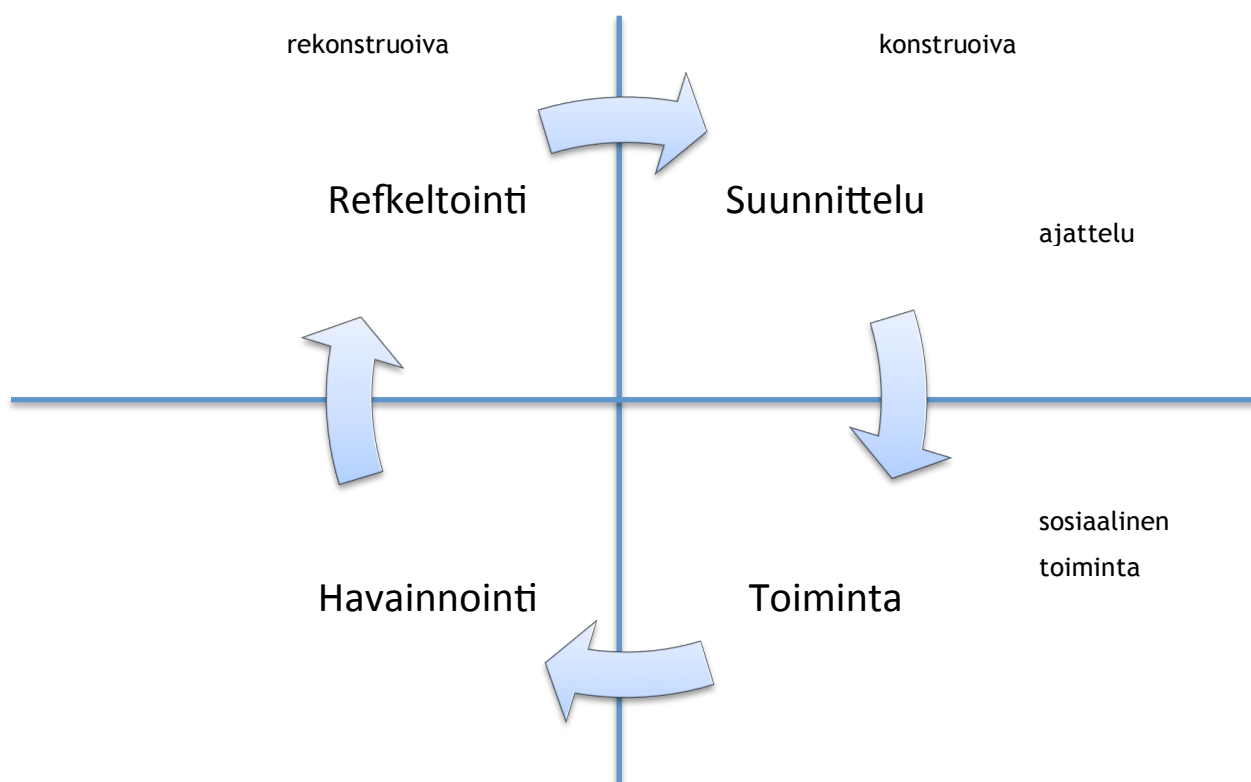 rekonstruoiva
konstruoiva
Refkeltointi
Suunnittelu
ajattelu
sosiaalinen
toiminta
Havainnointi
Toiminta